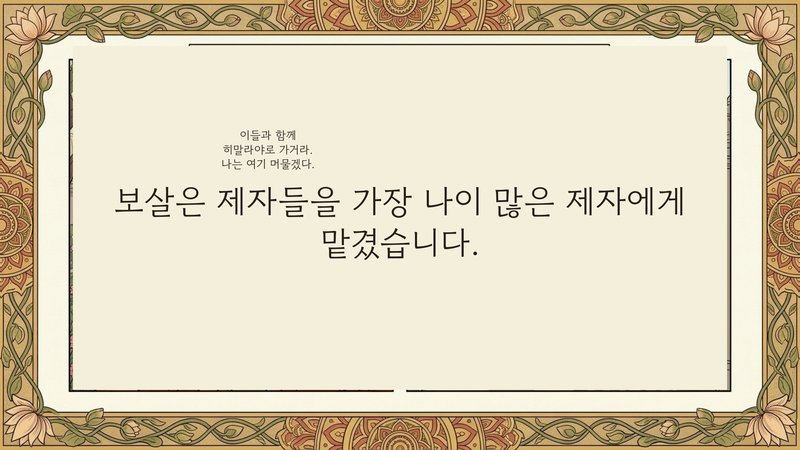 이들과 함께
히말라야로 가거라.
나는 여기 머물겠다.
보살은 제자들을 가장 나이 많은 제자에게
맡겼습니다.